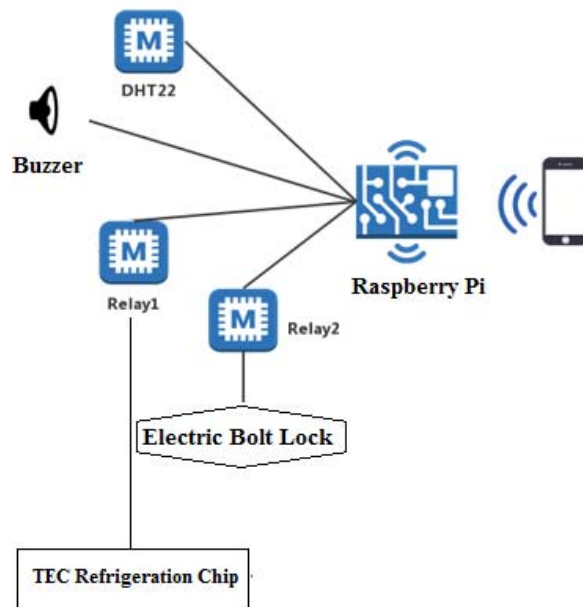 M
DHT22
Buzzer
M
Relay1
Raspberry Pi
M
Relay2
Electric Bolt Lock
TEC Refrigeration Chip